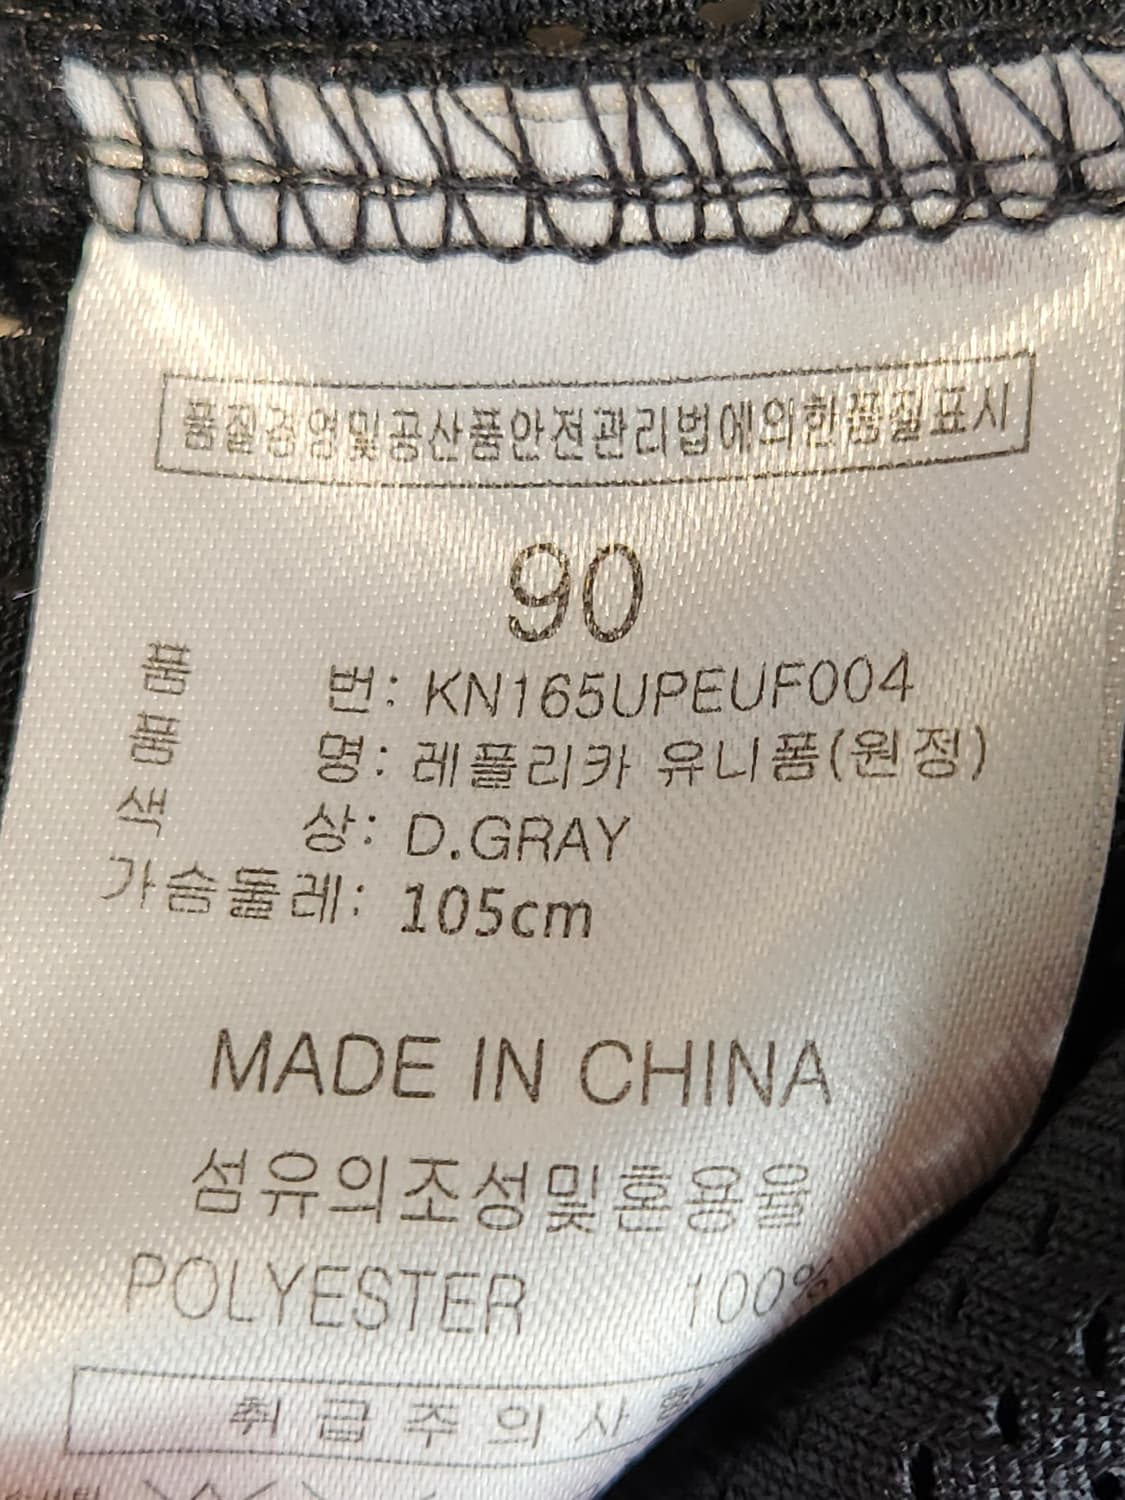 품질경영및공산품안전관리법에의한품질표시
90
품 번: KN165UPEUF004
품 명: 레플리카 유니폼(원정)
색 상: D.GRAY
가슴둘레: 105cm
MADE IN CHINA
섬유의조성및혼용율
POLYESTER 100%
취 급 주 의 사 항